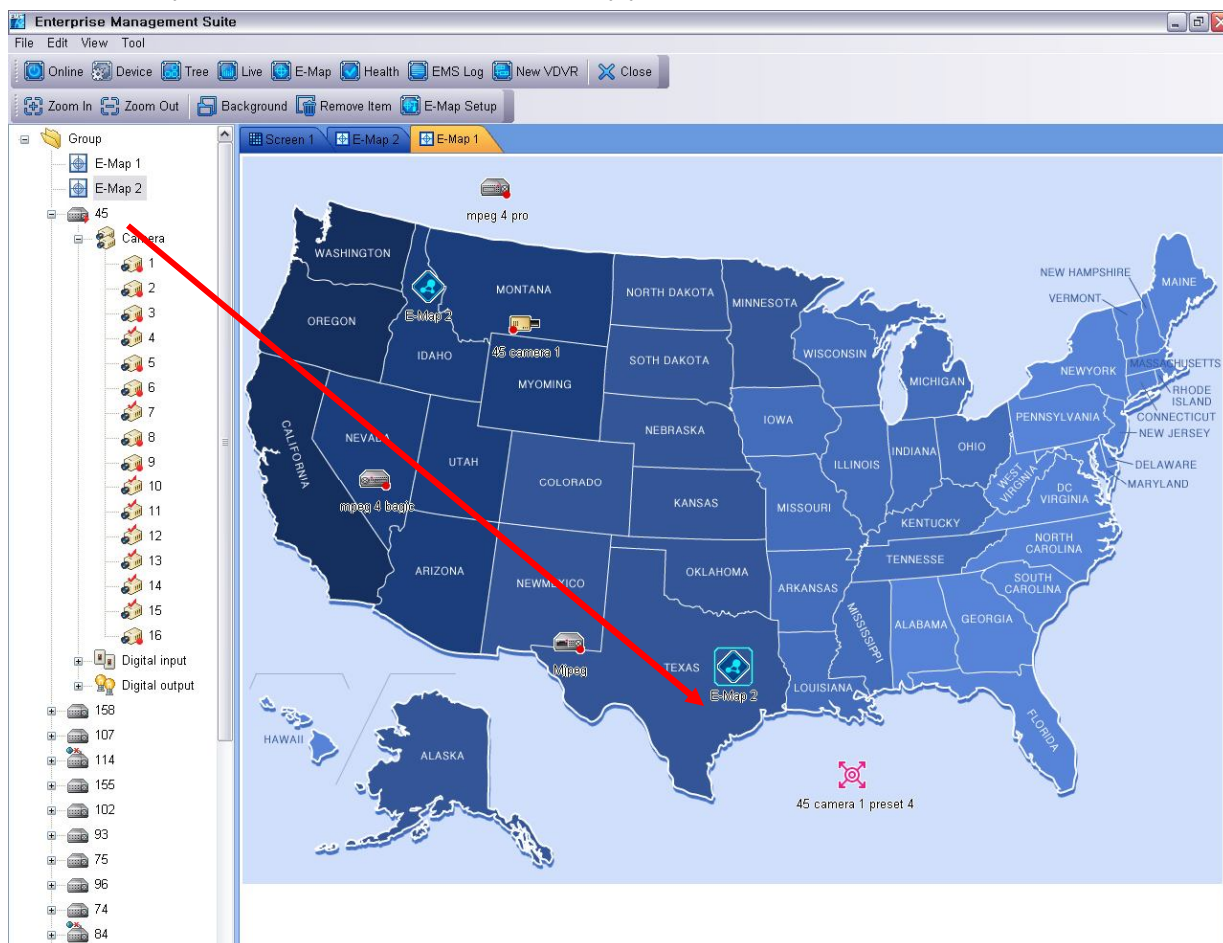 Enterprise Management Suite
File Edit View Tool
Online Device Tree Live E-Map Health EMS Log New VDVR Close
Zoom In Zoom Out Background Remove Item E-Map Setup
Group
E-Map 1
E-Map 2
45
Camera
1
2
3
4
5
6
7
8
9
10
11
12
13
14
15
16
Digital input
Digital output
158
107
114
155
102
93
75
96
74
84
Screen 1 E-Map 2 E-Map 1
mpeg 4 pro
WASHINGTON
MONTANA
NORTH DAKOTA
MINNESOTA
NEW HAMPSHIRE
MAINE
VERMONT
E-Map 2
OREGON
IDAHO
45 camera 1
SOTH DAKOTA
WISCONSIN
MICHIGAN
NEWYORK
MASSACHUSETTS
RHODE
ISLAND
CONNECTICUT
NEW JERSEY
MYOMING
CALIFORNIA
NEVADA
UTAH
NEBRASKA
IOWA
ILLINOIS
INDIANA
OHIO
PENNSYLVANIA
DELAWARE
MARYLAND
WEST
VIRGINIA
DC
VIRGINIA
COLORADO
KANSAS
MISSOURI
KENTUCKY
mpeg 4 bagic
NORTH
CAROLINA
TENNESSE
ARIZONA
NEWMEXICO
OKLAHOMA
ARKANSAS
SOUTH
CAROLINA
MISSISSIPPI
ALABAMA
GEORGIA
Mjpeg
TEXAS
E-Map 2
LOUISIANA
FLORIDA
HAWAII
ALASKA
45 camera 1 preset 4